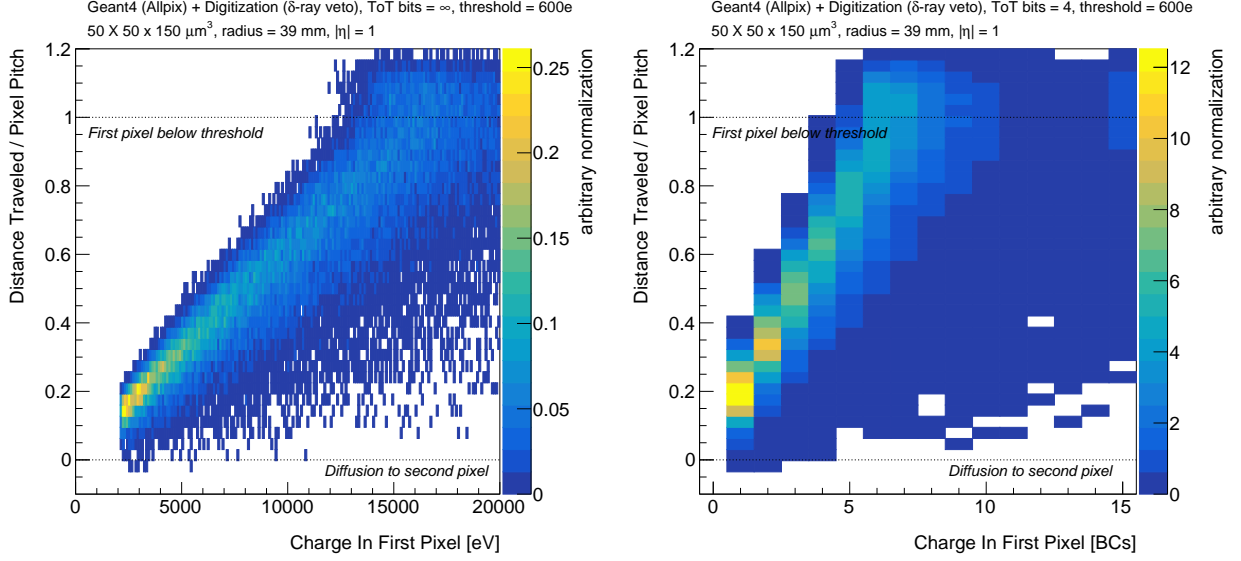 Geant4 (Allpix) + Digitization (δ-ray veto), ToT bits = ∞, threshold = 600e
50 X 50 x 150 μm³, radius = 39 mm, |η| = 1
Distance Traveled / Pixel Pitch
1.2
1
0.8
0.6
0.4
0.2
0
First pixel below threshold
Diffusion to second pixel
0 5000 10000 15000 20000
Charge In First Pixel [eV]
0.25
0.2
0.15
0.1
0.05
0
arbitrary normalization
Geant4 (Allpix) + Digitization (δ-ray veto), ToT bits = 4, threshold = 600e
50 X 50 x 150 μm³, radius = 39 mm, |η| = 1
Distance Traveled / Pixel Pitch
1.2
1
0.8
0.6
0.4
0.2
0
First pixel below threshold
Diffusion to second pixel
0 5 10 15
Charge In First Pixel [BCs]
12
10
8
6
4
2
0
arbitrary normalization